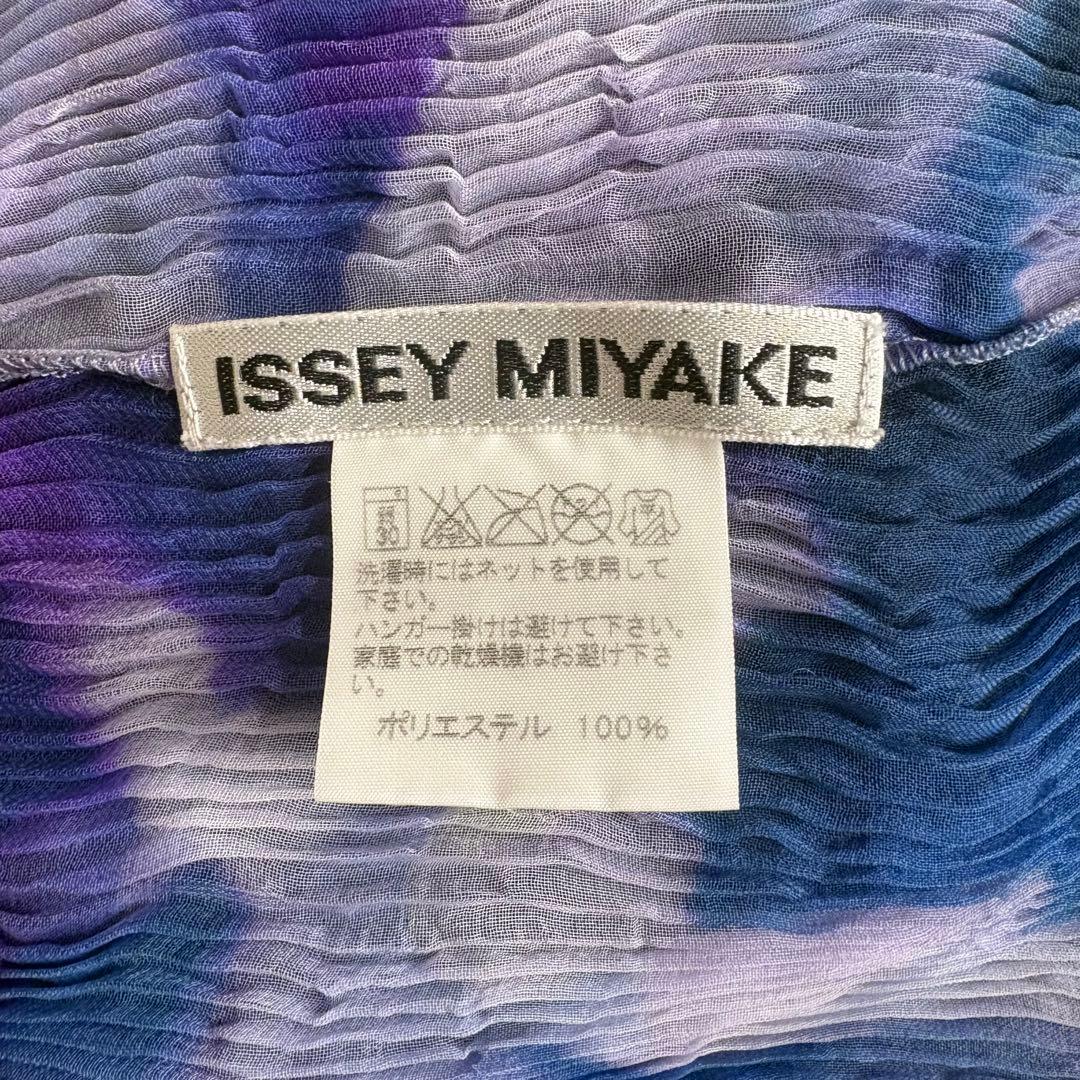 ISSEY MIYAKE
洗濯時にはネットを使用して
下さい。
ハンガー掛けは避けて下さい。
家庭での乾燥機はお避け下さ
い。
ポリエステル 100%